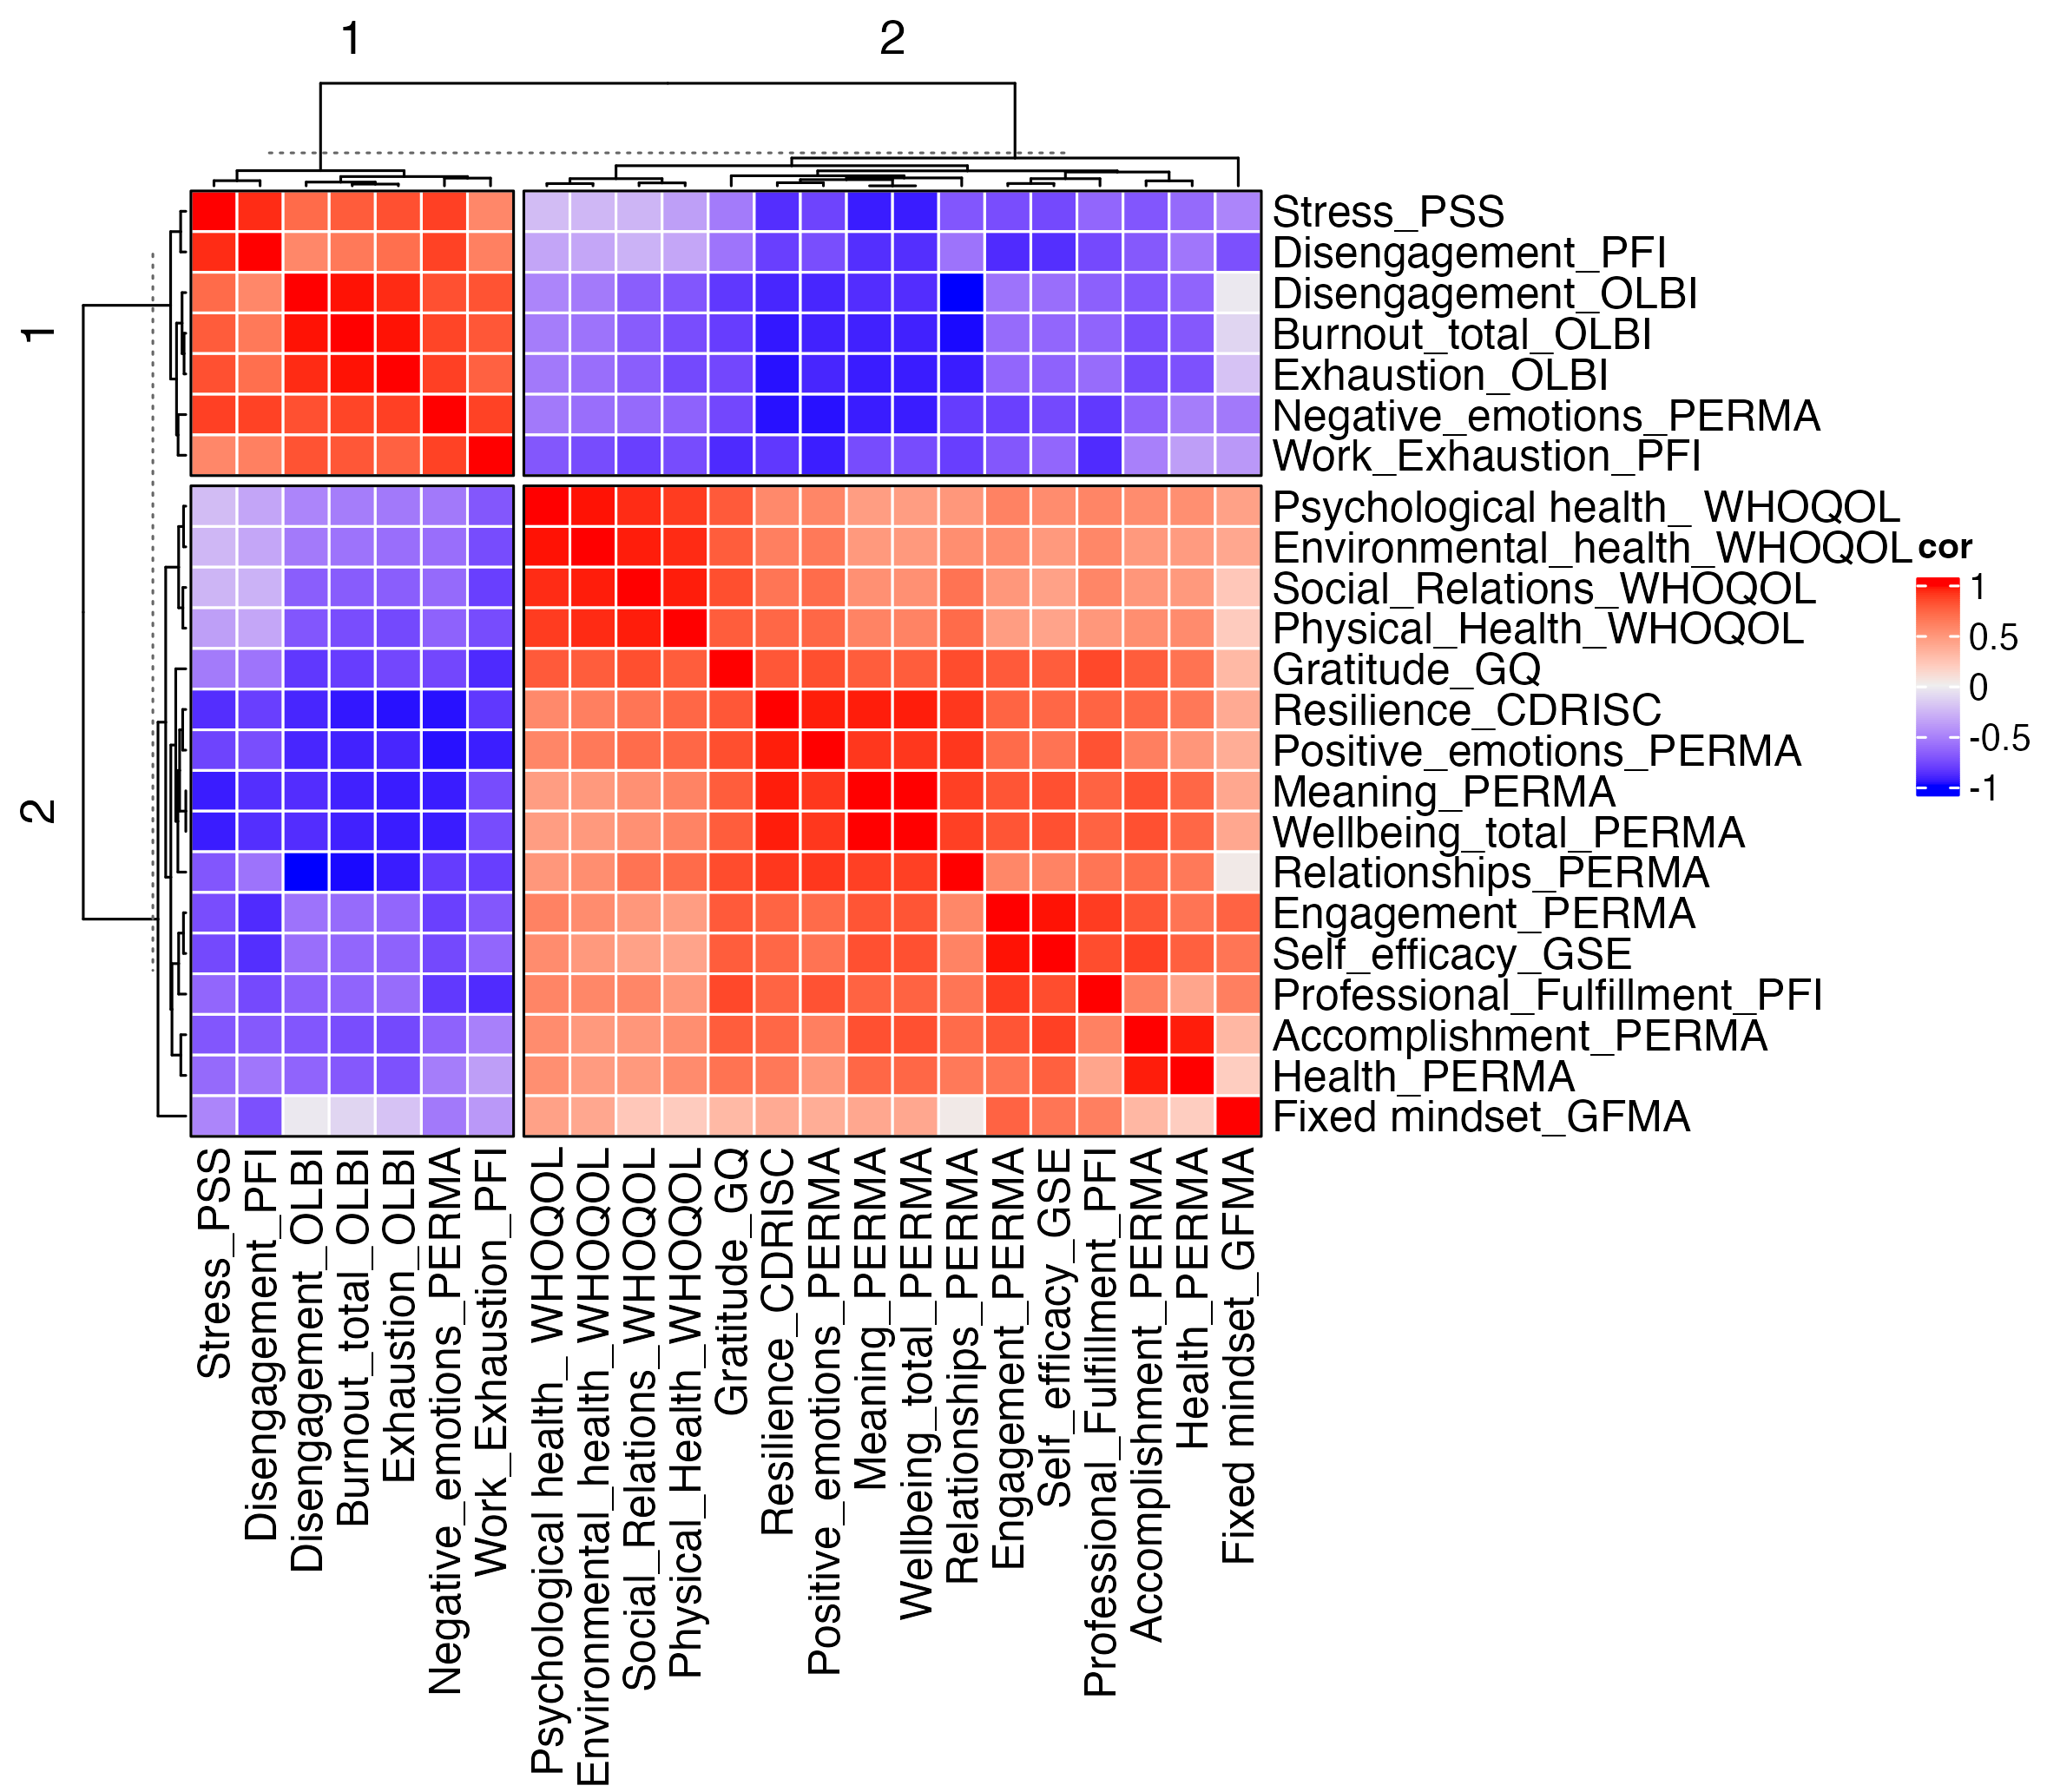 1
2
1
2
Stress_PSS
Disengagement_PFI
Disengagement_OLBI
Burnout_total_OLBI
Exhaustion_OLBI
Negative_emotions_PERMA
Work_Exhaustion_PFI
Psychological health_ WHOQOL
Environmental_health_WHOQOL
Social_Relations_WHOQOL
Physical_Health_WHOQOL
Gratitude_GQ
Resilience_CDRISC
Positive_emotions_PERMA
Meaning_PERMA
Wellbeing_total_PERMA
Relationships_PERMA
Engagement_PERMA
Self_efficacy_GSE
Professional_Fulfillment_PFI
Accomplishment_PERMA
Health_PERMA
Fixed mindset_GFMA
cor
1
0.5
0
-0.5
-1
Stress_PSS
Disengagement_PFI
Disengagement_OLBI
Burnout_total_OLBI
Exhaustion_OLBI
Negative_emotions_PERMA
Work_Exhaustion_PFI
Psychological health_ WHOQOL
Environmental_health_WHOQOL
Social_Relations_WHOQOL
Physical_Health_WHOQOL
Gratitude_GQ
Resilience_CDRISC
Positive_emotions_PERMA
Meaning_PERMA
Wellbeing_total_PERMA
Relationships_PERMA
Engagement_PERMA
Self_efficacy_GSE
Professional_Fulfillment_PFI
Accomplishment_PERMA
Health_PERMA
Fixed mindset_GFMA